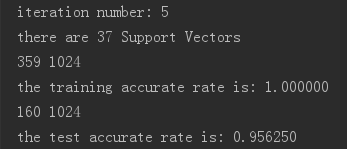 iteration number: 5
there are 37 Support Vectors
359 1024
the training accurate rate is: 1.000000
160 1024
the test accurate rate is: 0.956250